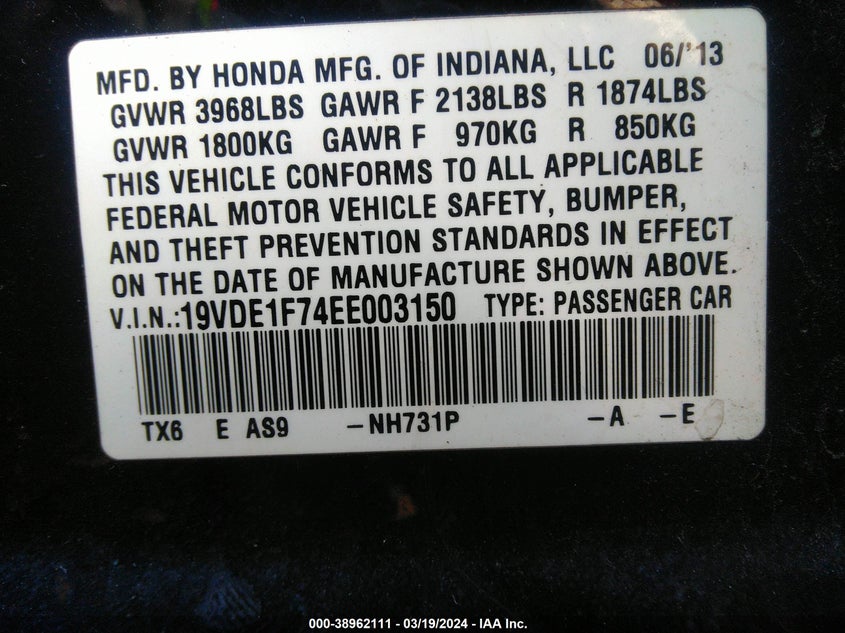 MFD. BY HONDA MFG. OF INDIANA, LLC 06/'13
GVWR 3968LBS GAWR F 2138LBS R 1874LBS
GVWR 1800KG GAWR F 970KG R 850KG
THIS VEHICLE CONFORMS TO ALL APPLICABLE
FEDERAL MOTOR VEHICLE SAFETY, BUMPER,
AND THEFT PREVENTION STANDARDS IN EFFECT
ON THE DATE OF MANUFACTURE SHOWN ABOVE.
V.I.N.:19VDE1F74EE003150 TYPE: PASSENGER CAR
TX6 E AS9 -NH731P -A -E
000-38962111 - 03/19/2024 - IAA Inc.